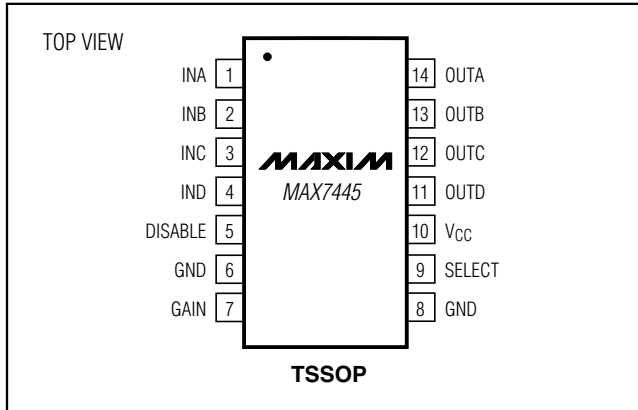 TOP VIEW
INA 1 14 OUTA
INB 2 13 OUTB
INC 3 12 OUTC
MAXIM
IND 4 MAX7445 11 OUTD
DISABLE 5 10 VCC
GND 6 9 SELECT
GAIN 7 8 GND
TSSOP